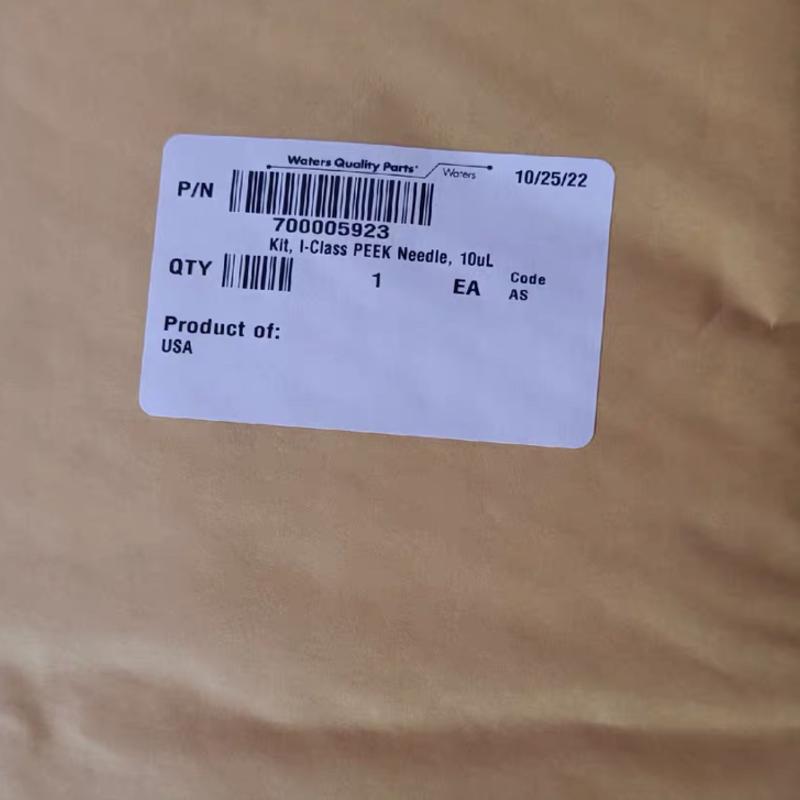 Waters Quality Parts® Waters 10/25/22
P/N
700005923
Kit, I-Class PEEK Needle, 10uL
QTY 1 EA Code
AS
Product of:
USA